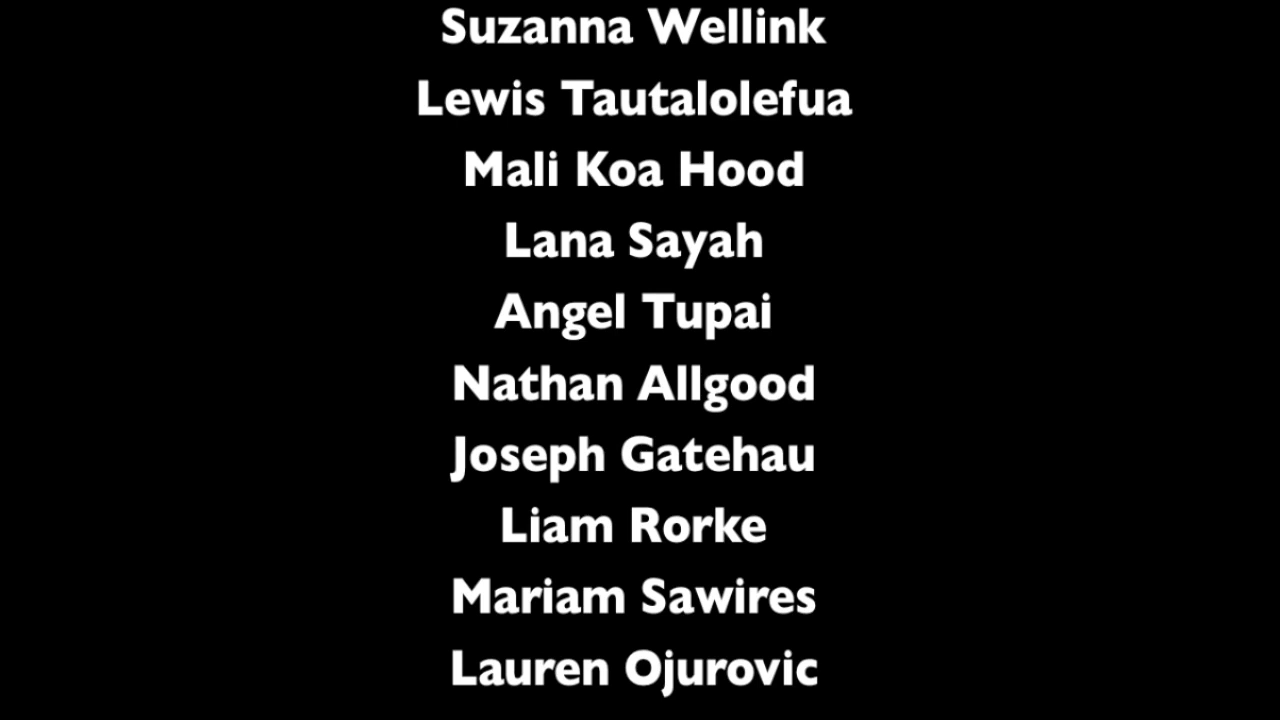 Suzanna Wellink
Lewis Tautalolefua
Mali Koa Hood
Lana Sayah
Angel Tupai
Nathan Allgood
Joseph Gatehau
Liam Rorke
Mariam Sawires
Lauren Ojurovic